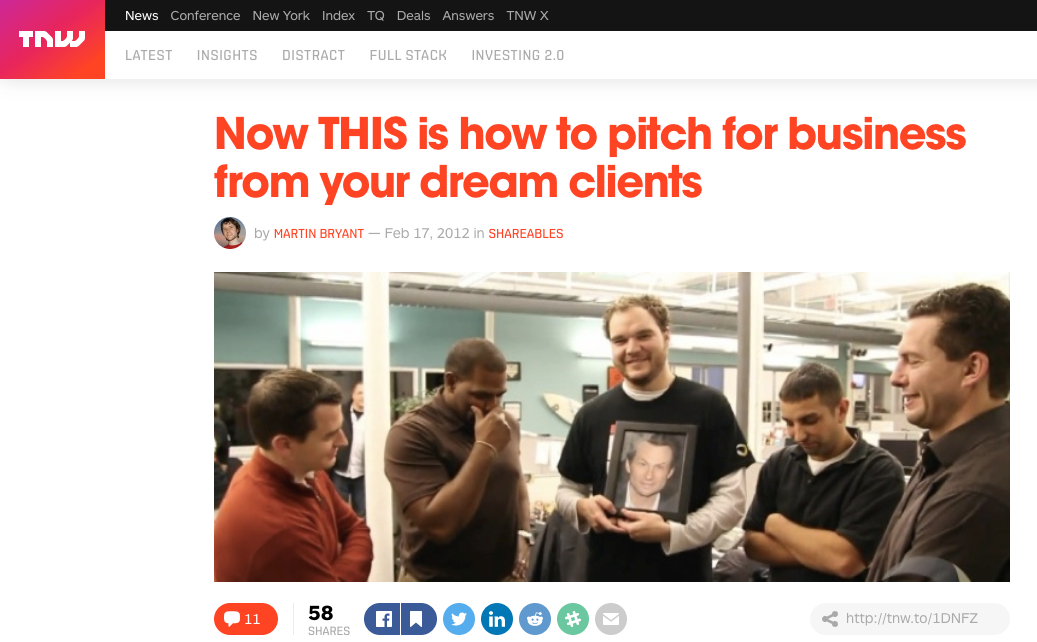 TNW
News Conference New York Index TQ Deals Answers TNW X
LATEST INSIGHTS DISTRACT FULL STACK INVESTING 2.0
Now THIS is how to pitch for business
from your dream clients
by MARTIN BRYANT — Feb 17, 2012 in SHAREABLES
11
58
SHARES
in
http://tnw.to/1DNFZ